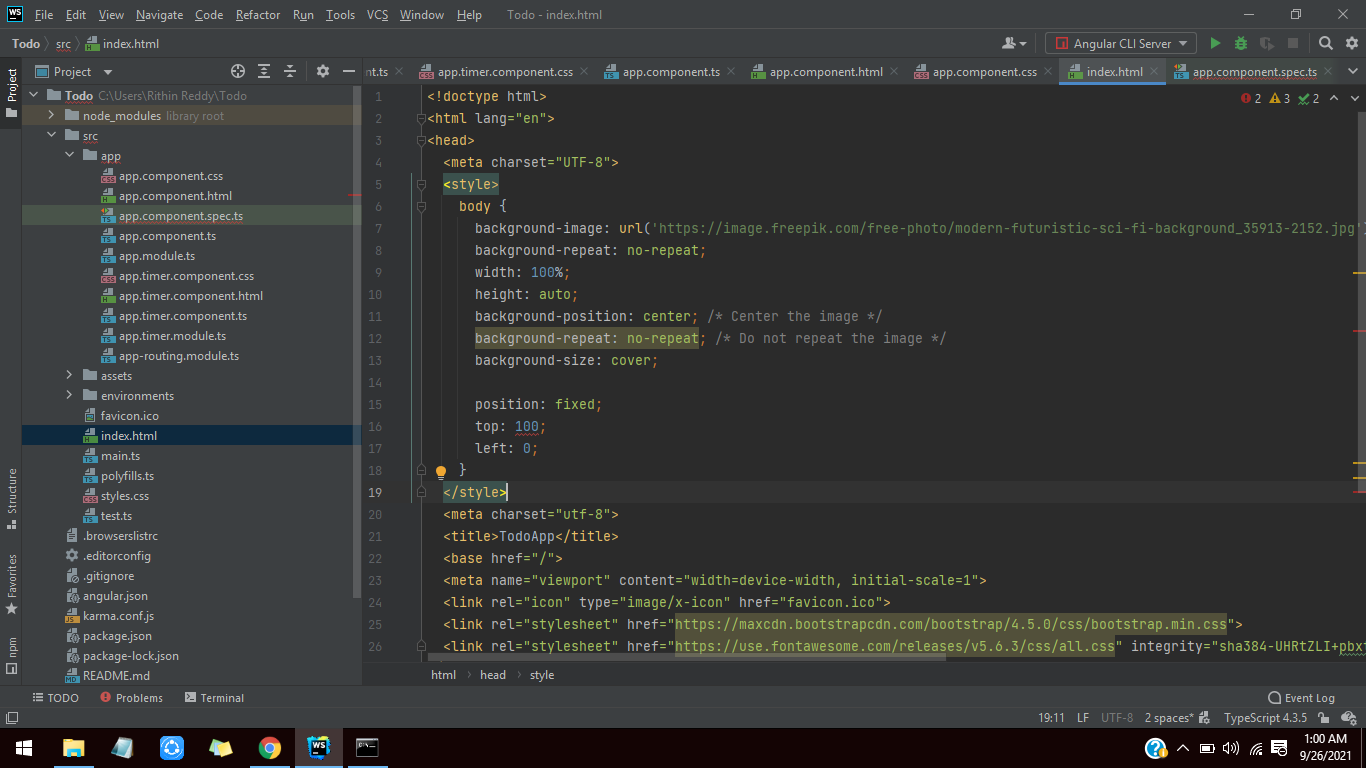 WS File Edit View Navigate Code Refactor Run Tools VCS Window Help Todo - index.html
Todo src index.html Angular CLI Server
Project
Project nt.ts app.timer.component.css app.component.ts app.component.html app.component.css index.html app.component.spec.ts
Todo C:\Users\Rithin Reddy\Todo
node_modules library root
src
app
app.component.css
app.component.html
app.component.spec.ts
app.component.ts
app.module.ts
app.timer.component.css
app.timer.component.html
app.timer.component.ts
app.timer.module.ts
app-routing.module.ts
assets
environments
favicon.ico
index.html
main.ts
polyfills.ts
styles.css
test.ts
.browserslistrc
.editorconfig
.gitignore
angular.json
karma.conf.js
package.json
package-lock.json
README.md
Structure
Favorites
npm
2 3 2
1 <!doctype html>
2 <html lang="en">
3 <head>
4 <meta charset="UTF-8">
5 <style>
6 body {
7 background-image: url('https://image.freepik.com/free-photo/modern-futuristic-sci-fi-background_35913-2152.jpg')
8 background-repeat: no-repeat;
9 width: 100%;
10 height: auto;
11 background-position: center; /* Center the image */
12 background-repeat: no-repeat; /* Do not repeat the image */
13 background-size: cover;
14
15 position: fixed;
16 top: 100;
17 left: 0;
18 }
19 </style>
20 <meta charset="utf-8">
21 <title>TodoApp</title>
22 <base href="/">
23 <meta name="viewport" content="width=device-width, initial-scale=1">
24 <link rel="icon" type="image/x-icon" href="favicon.ico">
25 <link rel="stylesheet" href="https://maxcdn.bootstrapcdn.com/bootstrap/4.5.0/css/bootstrap.min.css">
26 <link rel="stylesheet" href="https://use.fontawesome.com/releases/v5.6.3/css/all.css" integrity="sha384-UHRtZLI+pbxt
html head style
TODO Problems Terminal Event Log
19:11 LF UTF-8 2 spaces* TypeScript 4.3.5
1:00 AM
9/26/2021